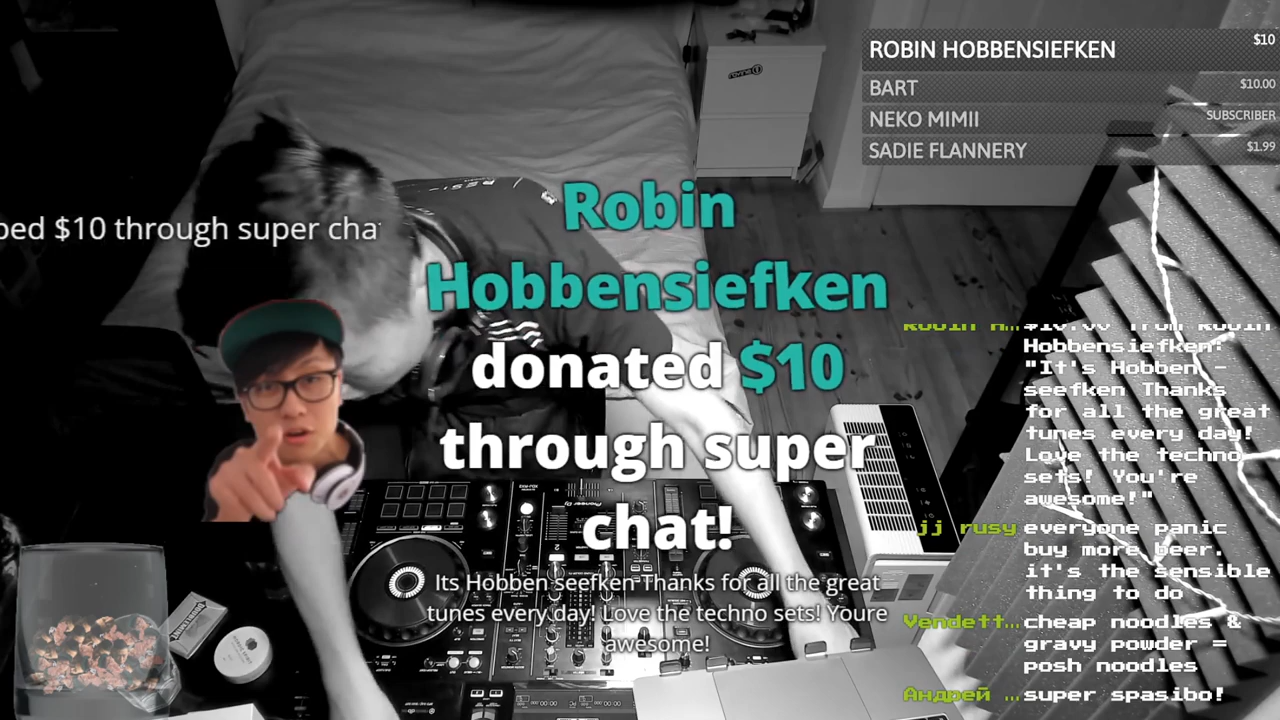 ROBIN HOBBENSIEFKEN $10
BART $10.00
NEKO MIMII SUBSCRIBER
SADIE FLANNERY $1.99
$10 through super
Robin
Hobbensiefken
donated $10
through super
chat!
Its Hobben seefken Thanks for all the great
tunes every day! Love the techno sets! Youre
awesome!
$10.00 from Robin
Hobbensiefken:
"It's Hobben -
seefken Thanks
for all the great
tunes every day!
Love the techno
sets! You're
awesome!"
jj rusy everyone panic
buy more beer.
it's the sensible
thing to do
Vendett... cheap noodles &
gravy powder =
posh noodles
Андрей ... super spasibo!